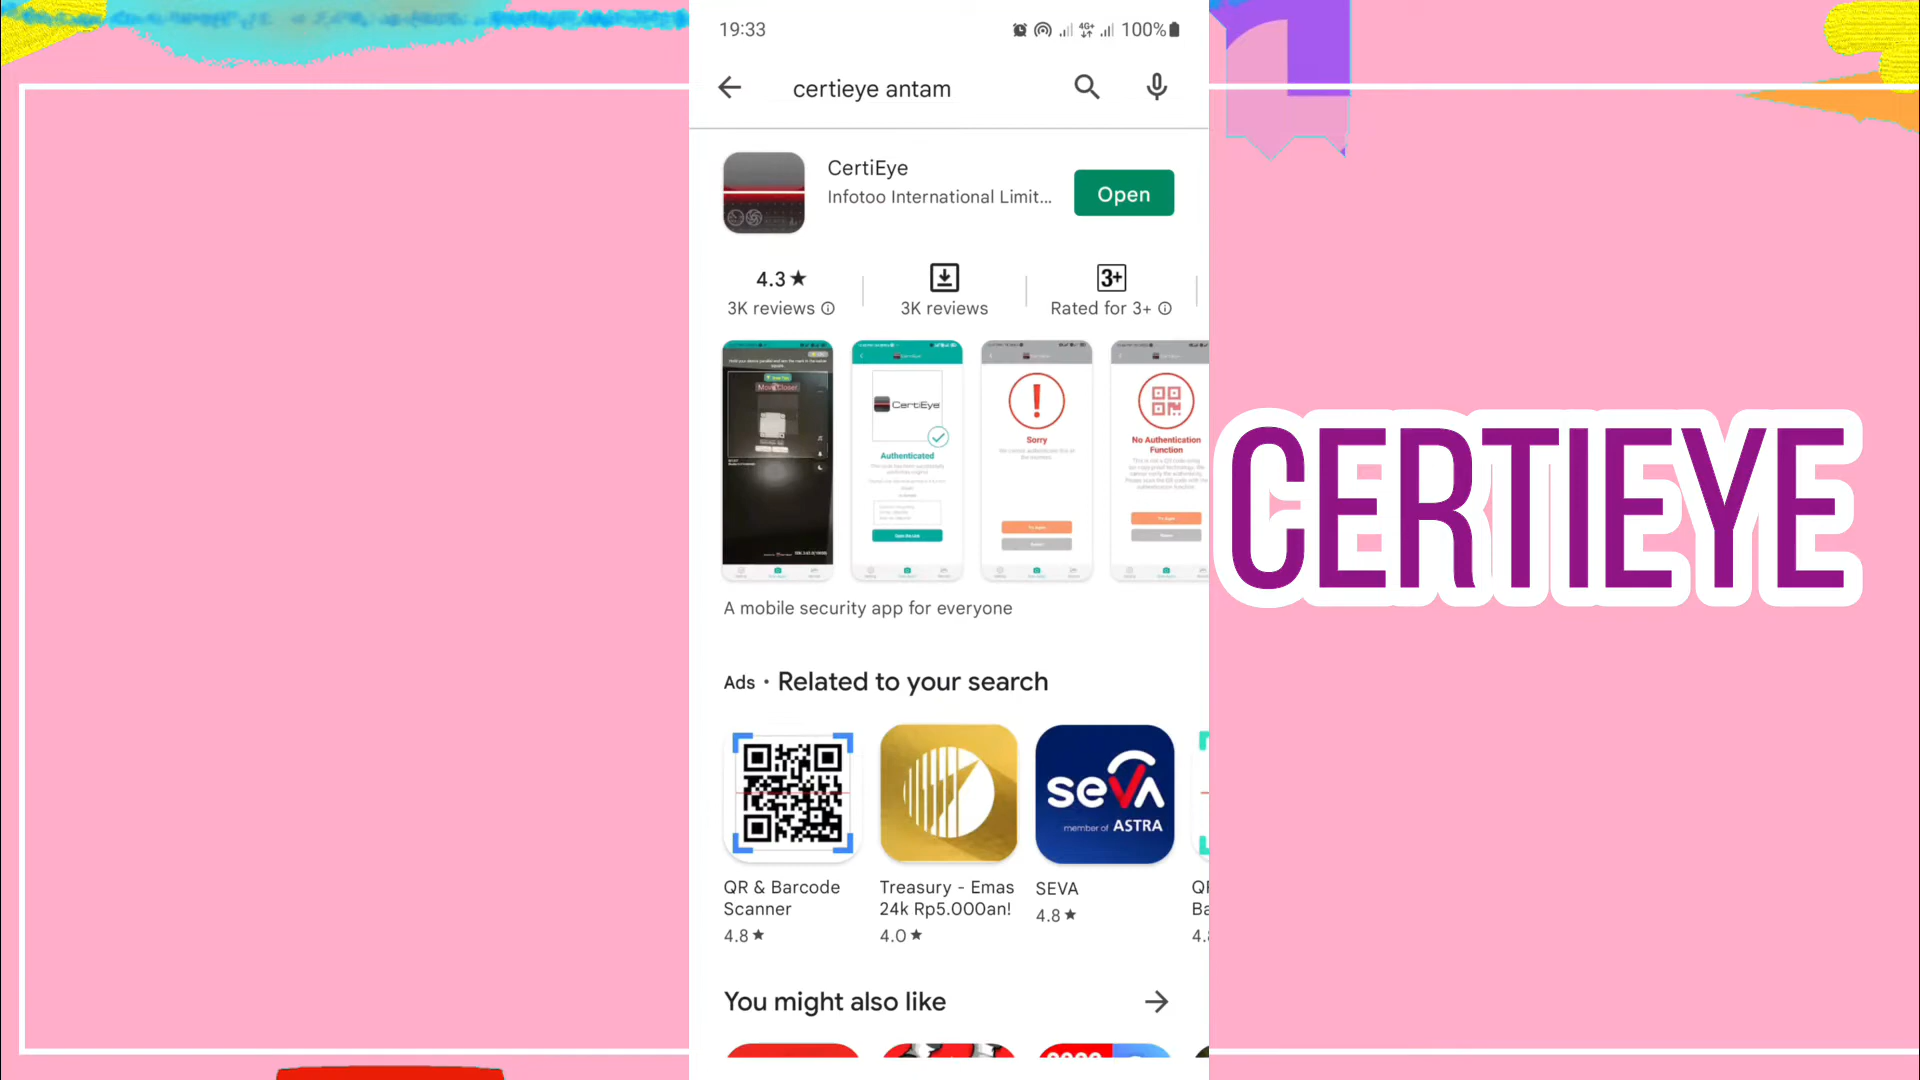 19:33
4G+
100%
certieye antam
CertiEye
Infotoo International Limit...
Open
4.3★
3K reviews
3K reviews
3+
Rated for 3+
More Closer
CertiEye
Authenticated
Sorry
No Authentication
Function
A mobile security app for everyone
Ads • Related to your search
seva
member of ASTRA
QR & Barcode
Scanner
4.8★
Treasury - Emas
24k Rp5.000an!
4.0★
SEVA
4.8★
You might also like
CERTIEYE